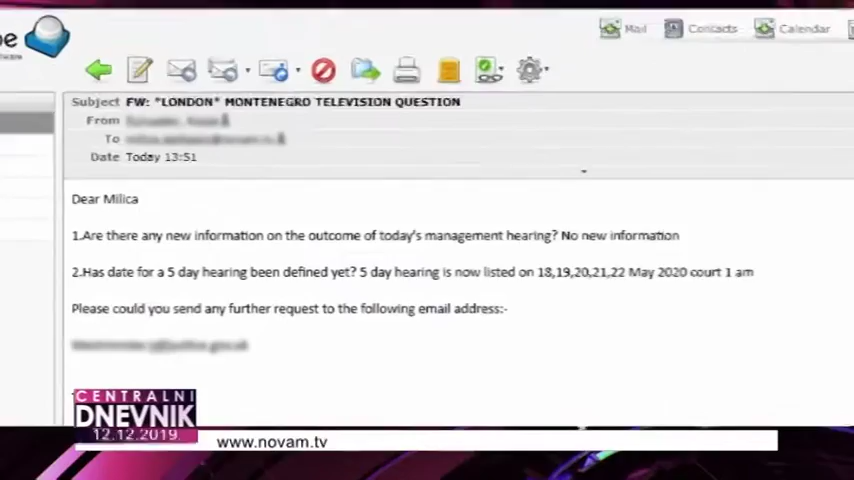 Mail Contacts Calendar
Subject FW: *LONDON* MONTENEGRO TELEVISION QUESTION
From
To
Date Today 13:51
Dear Milica
1.Are there any new information on the outcome of today's management hearing? No new information
2.Has date for a 5 day hearing been defined yet? 5 day hearing is now listed on 18,19,20,21,22 May 2020 court 1 am
Please could you send any further request to the following email address:-
CENTRALNI
DNEVNIK
12.12.2019.
www.novam.tv